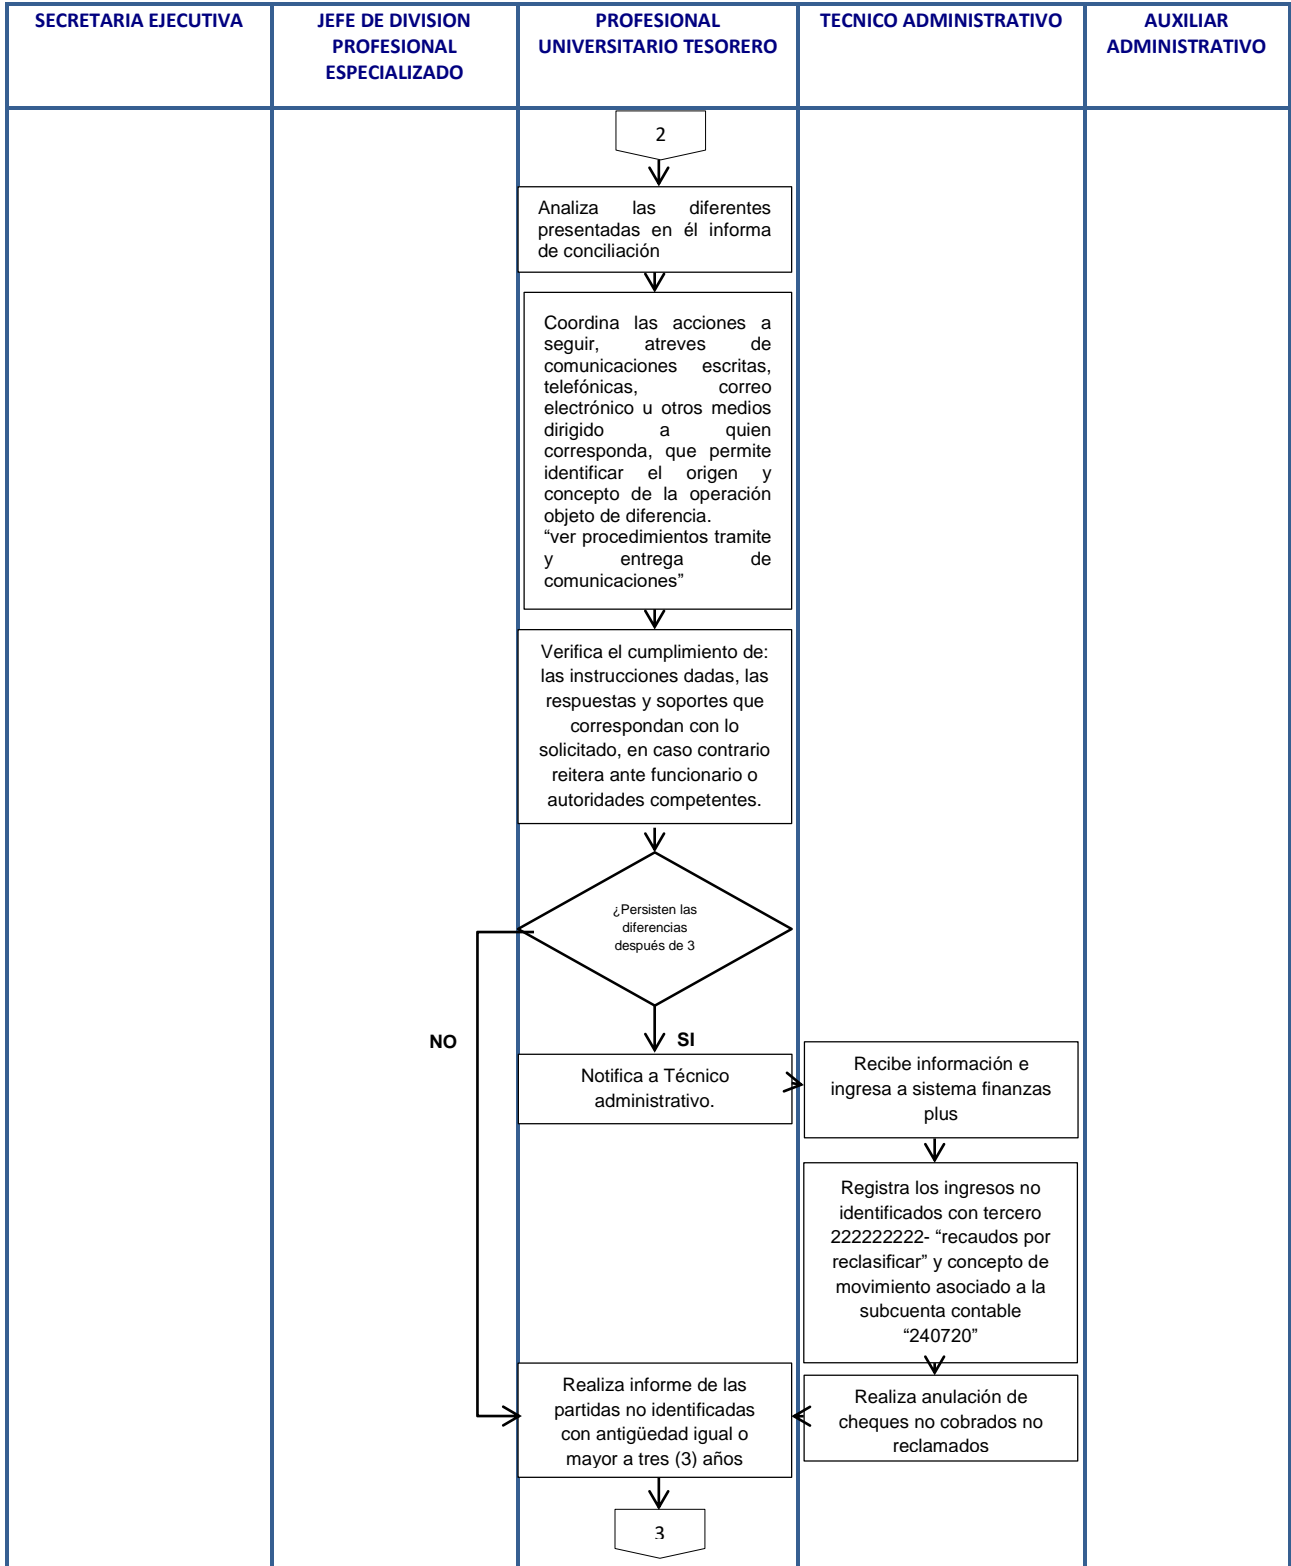 SECRETARIA EJECUTIVA
JEFE DE DIVISION
PROFESIONAL
ESPECIALIZADO
PROFESIONAL
UNIVERSITARIO TESORERO
TECNICO ADMINISTRATIVO
AUXILIAR
ADMINISTRATIVO
2
Analiza las diferentes
presentadas en él informa
de conciliación
Coordina las acciones a
seguir, atreves de
comunicaciones escritas,
telefónicas, correo
electrónico u otros medios
dirigido a quien
corresponda, que permite
identificar el origen y
concepto de la operación
objeto de diferencia.
“ver procedimientos tramite
y entrega de
comunicaciones”
Verifica el cumplimiento de:
las instrucciones dadas, las
respuestas y soportes que
correspondan con lo
solicitado, en caso contrario
reitera ante funcionario o
autoridades competentes.
¿Persisten las
diferencias
después de 3
NO
SI
Notifica a Técnico
administrativo.
Recibe información e
ingresa a sistema finanzas
plus
Registra los ingresos no
identificados con tercero
222222222- “recaudos por
reclasificar” y concepto de
movimiento asociado a la
subcuenta contable
“240720”
Realiza anulación de
cheques no cobrados no
reclamados
Realiza informe de las
partidas no identificadas
con antigüedad igual o
mayor a tres (3) años
3